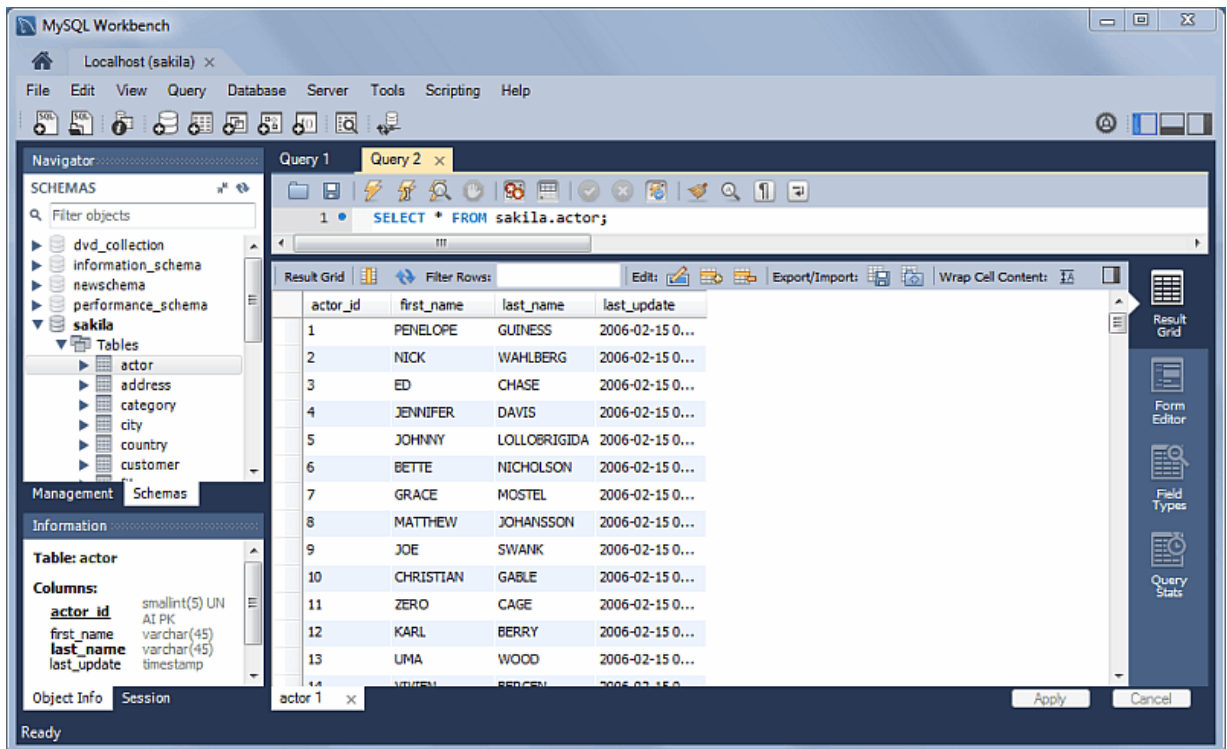 MySQL Workbench
Localhost (sakila)
File Edit View Query Database Server Tools Scripting Help
Navigator
SCHEMAS
Filter objects
dvd_collection
information_schema
newschema
performance_schema
sakila
Tables
actor
address
category
city
country
customer
Management Schemas
Information
Table: actor
Columns:
actor_id smallint(5) UN
AI PK
first_name varchar(45)
last_name varchar(45)
last_update timestamp
Object Info Session
Query 1 Query 2
1 SELECT * FROM sakila.actor;
Result Grid Filter Rows: Edit: Export/Import: Wrap Cell Content:
actor_id first_name last_name last_update
1 PENELOPE GUINESS 2006-02-15 0...
2 NICK WAHLBERG 2006-02-15 0...
3 ED CHASE 2006-02-15 0...
4 JENNIFER DAVIS 2006-02-15 0...
5 JOHNNY LOLLOBRIGIDA 2006-02-15 0...
6 BETTE NICHOLSON 2006-02-15 0...
7 GRACE MOSTEL 2006-02-15 0...
8 MATTHEW JOHANSSON 2006-02-15 0...
9 JOE SWANK 2006-02-15 0...
10 CHRISTIAN GABLE 2006-02-15 0...
11 ZERO CAGE 2006-02-15 0...
12 KARL BERRY 2006-02-15 0...
13 UMA WOOD 2006-02-15 0...
Result
Grid
Form
Editor
Field
Types
Query
Stats
actor 1
Apply Cancel
Ready